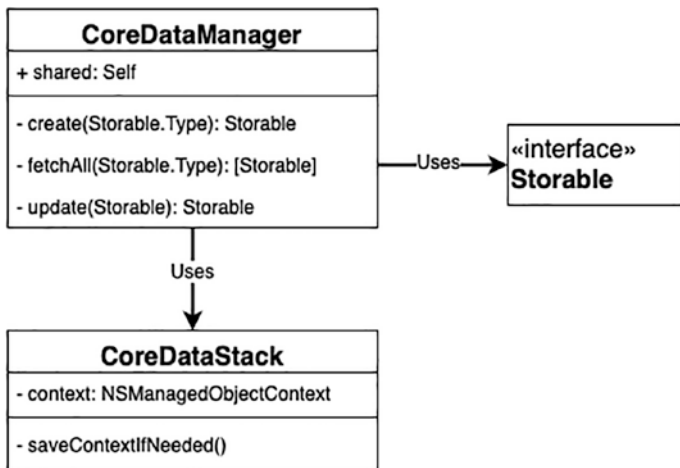 CoreDataManager
+ shared: Self
- create(Storable.Type): Storable
- fetchAll(Storable.Type): [Storable]
- update(Storable): Storable
Uses
«interface»
Storable
Uses
CoreDataStack
- context: NSManagedObjectContext
- saveContextIfNeeded()